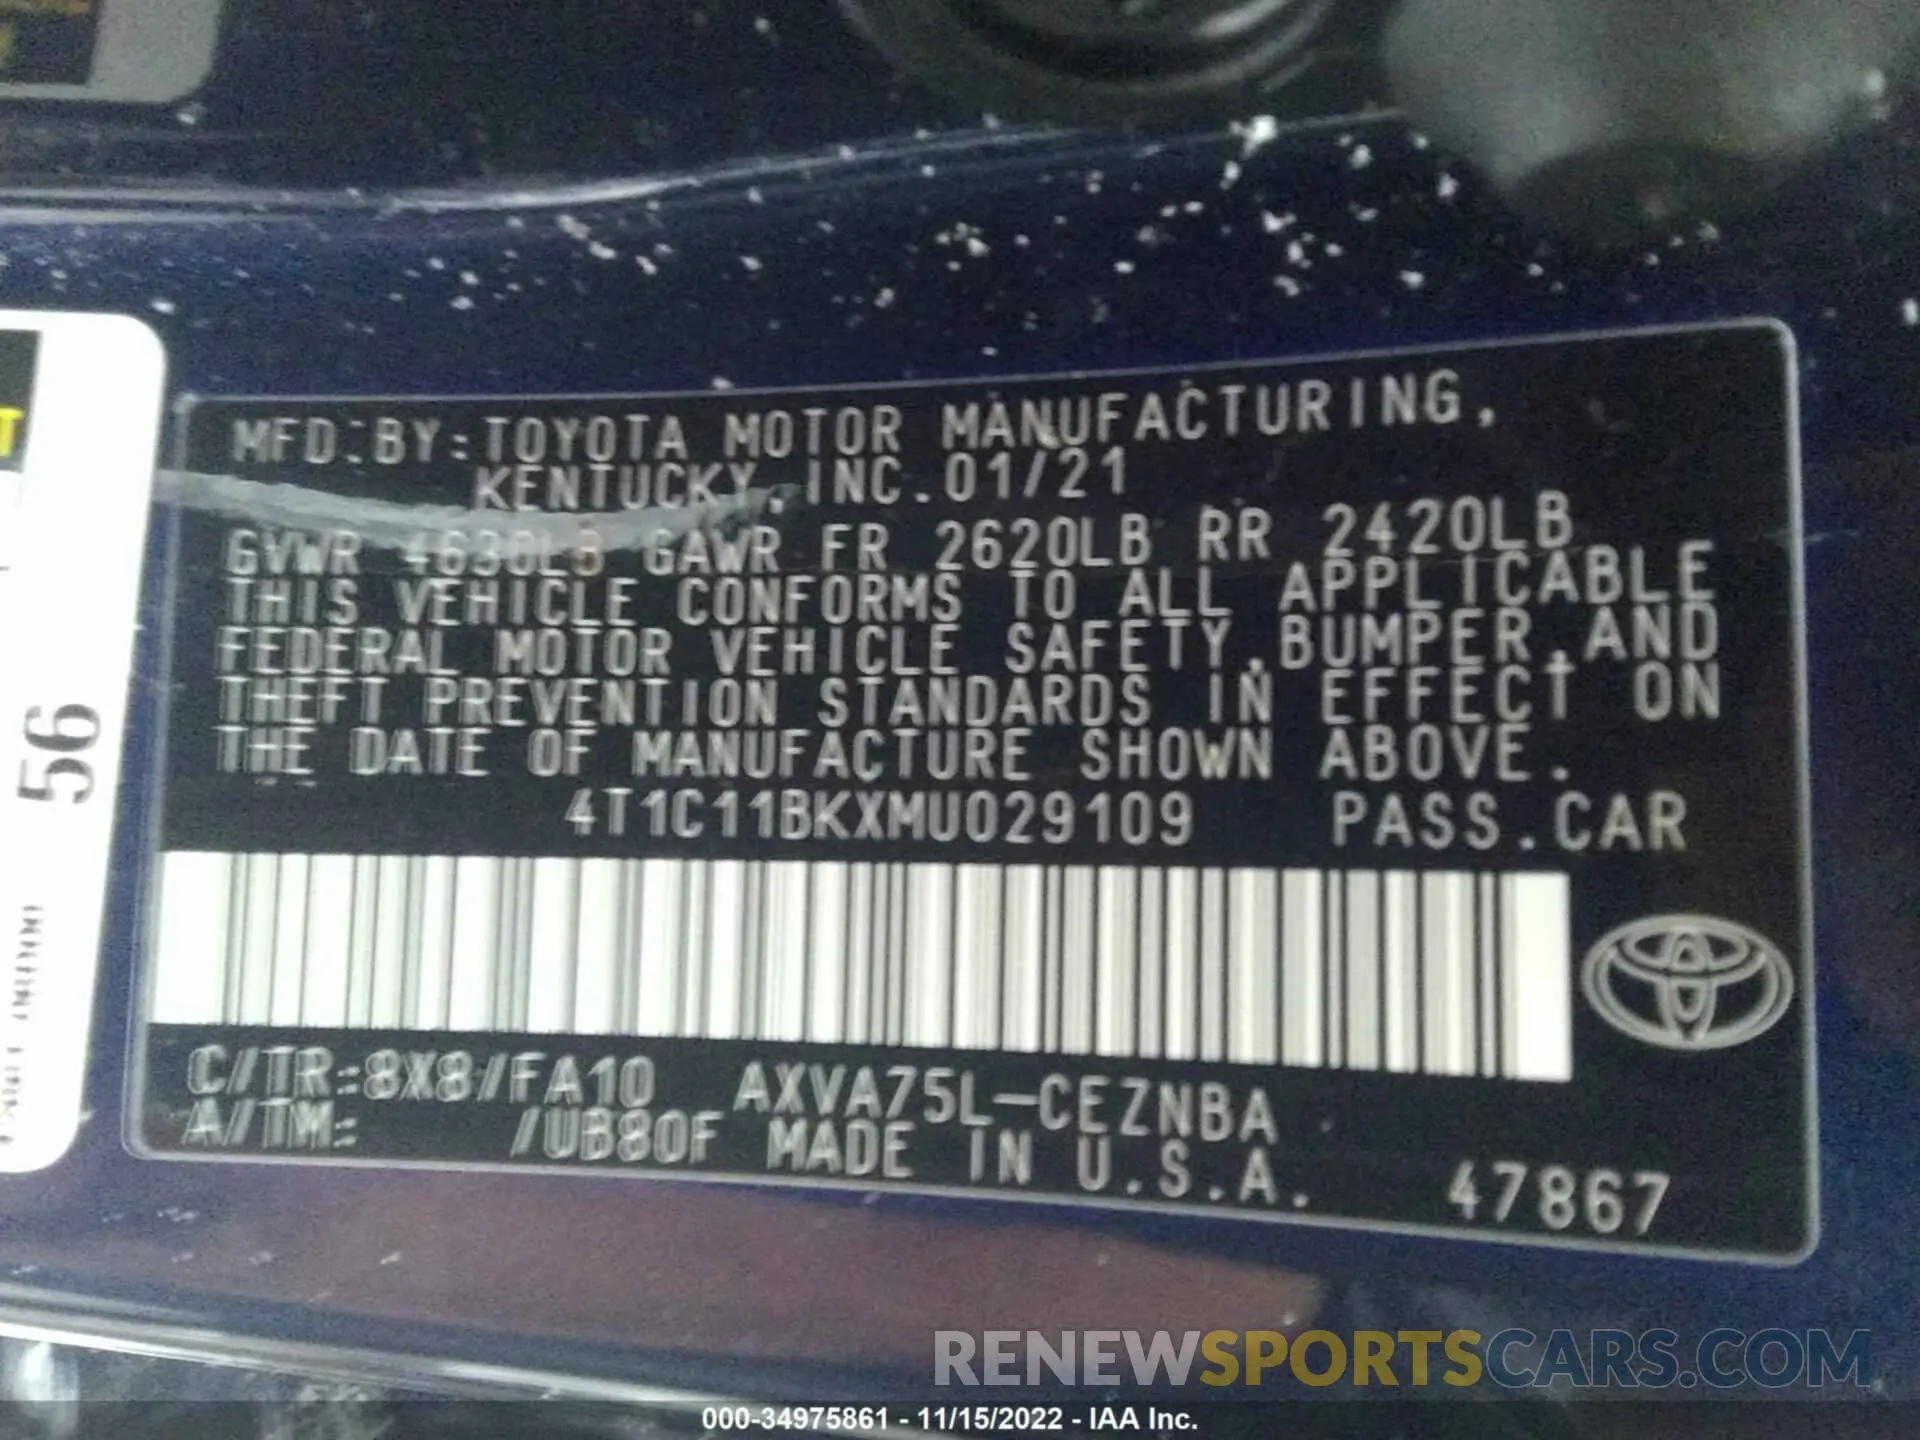 MFD.BY:TOYOTA MOTOR MANUFACTURING,
KENTUCKY, INC. 01/21
GVWR 4630LB GAWR FR 2620LB RR 2420LB
THIS VEHICLE CONFORMS TO ALL APPLICABLE
FEDERAL MOTOR VEHICLE SAFETY,BUMPER,AND
THEFT PREVENTION STANDARDS IN EFFECT ON
THE DATE OF MANUFACTURE SHOWN ABOVE.
4T1C11BKXMU029109 PASS.CAR
C/TR:8X8/FA10 AXVA75L-CEZNBA
A/TM: /UB80F MADE IN U.S.A. 47867
T
56
RENEWSPORTSCARS.COM
000-34975861 - 11/15/2022 - IAA Inc.